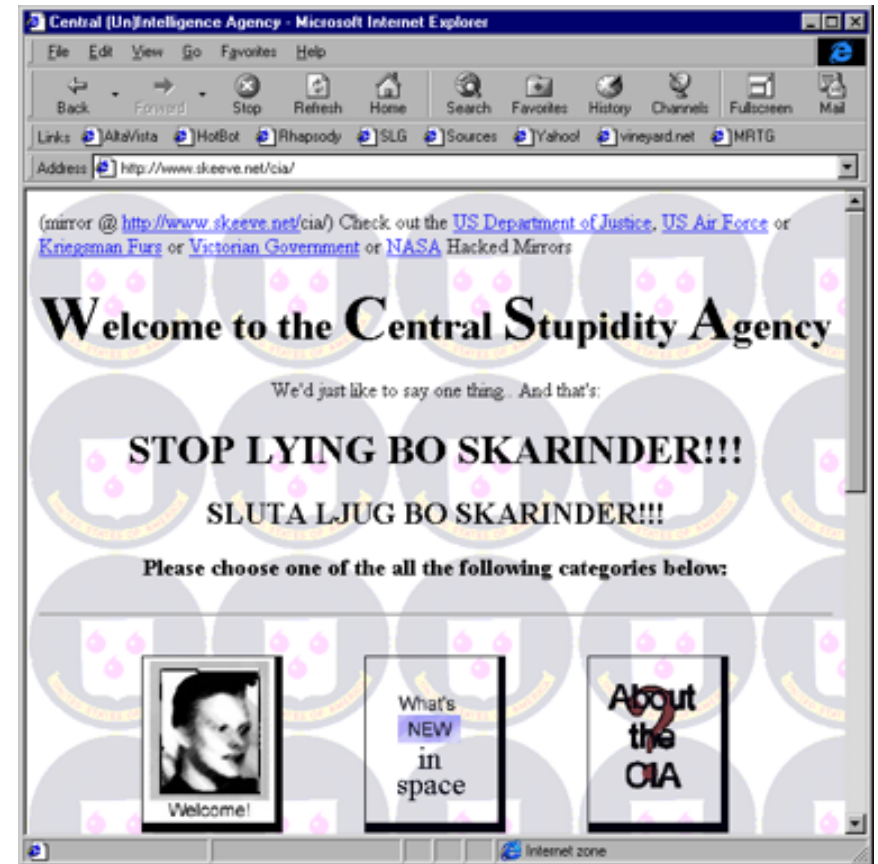 Central (Un)Intelligence Agency - Microsoft Internet Explorer
File Edit View Go Favorites Help
Back Forward Stop Refresh Home Search Favorites History Channels Fullscreen Mail
Links AltaVista HotBot Rhapsody SLG Sources Yahoo! vineyard.net MRTG
Address http://www.skeeve.net/cia/
(mirror @ http://www.skeeve.net/cia/) Check out the US Department of Justice, US Air Force or
Kriegsman Furs or Victorian Government or NASA Hacked Mirrors
Welcome to the Central Stupidity Agency
We'd just like to say one thing.. And that's:
STOP LYING BO SKARINDER!!!
SLUTA LJUG BO SKARINDER!!!
Please choose one of the all the following categories below:
Welcome!
What's
NEW
in
space
About
the
CIA
?
UNITED STATES OF AMERICA
Internet zone